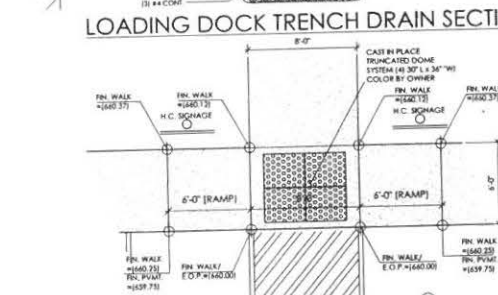 (3) #4 CONT.
LOADING DOCK TRENCH DRAIN SECTI
8'-0"
CAST IN PLACE
TRUNCATED DOME
SYSTEM (4) 30" L x 36" "W)
COLOR BY OWNER
FIN. WALK
=(660.37)
FIN. WALK
=(660.12)
H.C. SIGNAGE
FIN. WALK
=(660.12)
H.C. SIGNAGE
FIN. WALK
=(660.37)
6'-0" (RAMP)
6'-0" (RAMP)
6'-0"
FIN. WALK
=(660.25)
FIN. PVMT.
=(659.75)
FIN. WALK/
E.O.P.=(660.00)
FIN. WALK/
E.O.P.=(660.00)
FIN. WALK
=(660.25)
FIN. PVMT.
=(659.75)